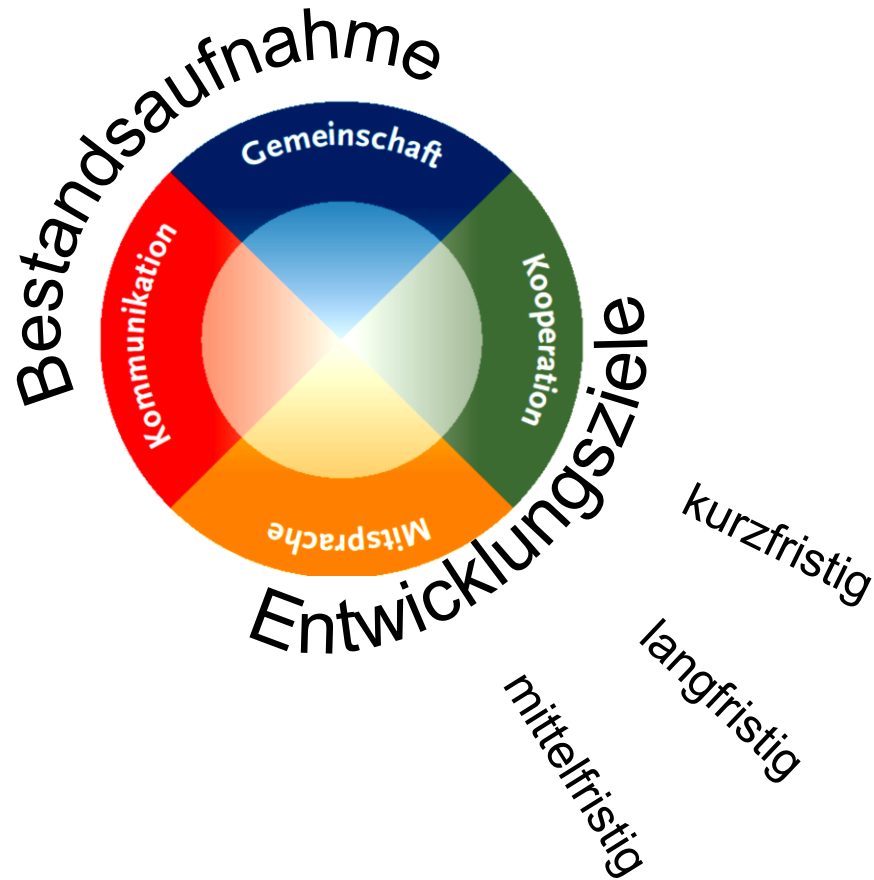 Bestandsaufnahme
Gemeinschaft
Kommunikation
Kooperation
Mitsprache
Entwicklungsziele
kurzfristig
langfristig
mittelfristig